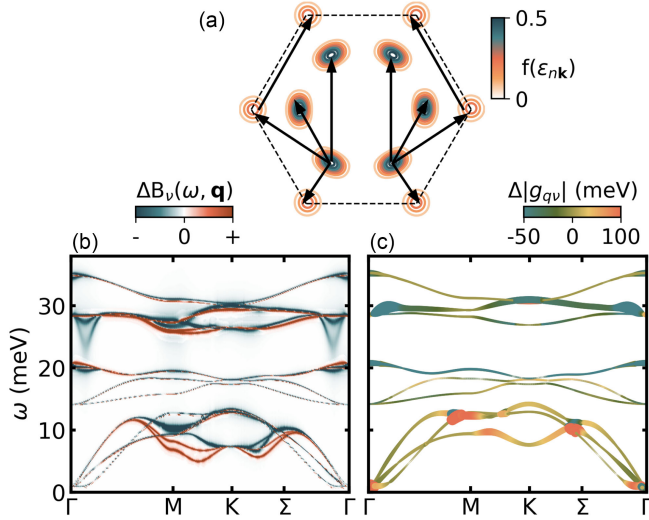 (a)
0.5
f(εnk)
0
ΔBν(ω, q)
- 0 +
Δ|gqν| (meV)
-50 0 100
(b)
(c)
ω (meV)
30
20
10
0
Γ M K Σ Γ
Γ M K Σ Γ